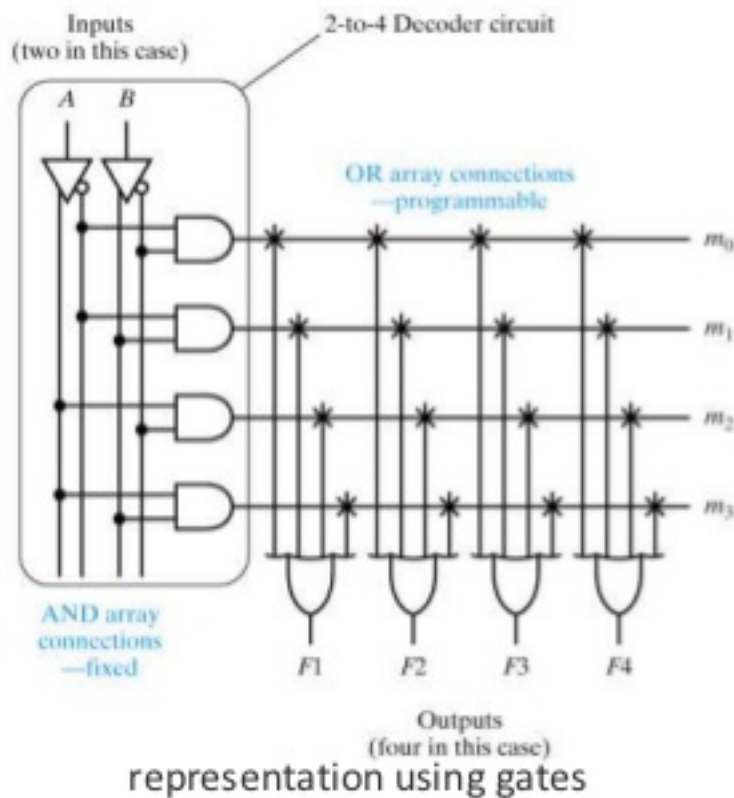 Inputs
(two in this case)
2-to-4 Decoder circuit
A B
OR array connections
—programmable
m0
m1
m2
m3
AND array
connections
—fixed
F1 F2 F3 F4
Outputs
(four in this case)
representation using gates